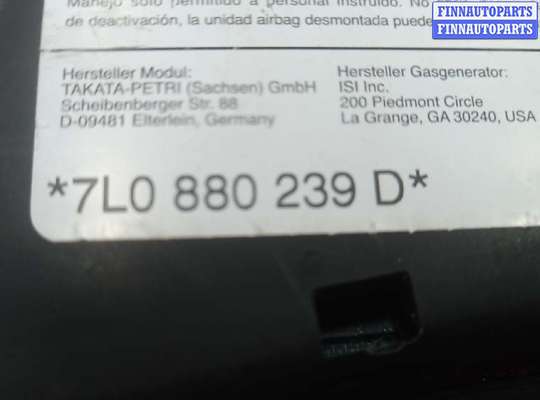 Manejo sólo permitido a personal instruido. No
de deactivación, la unidad airbag desmontada puede
FINNAUTOPARTS
FINNAUTOPARTS
Hersteller Modul:
TAKATA-PETRI (Sachsen) GmbH
Scheibenberger Str. 88
D-09481 Elterlein, Germany
Hersteller Gasgenerator:
ISI Inc.
200 Piedmont Circle
La Grange, GA 30240, USA
*7L0 880 239 D*